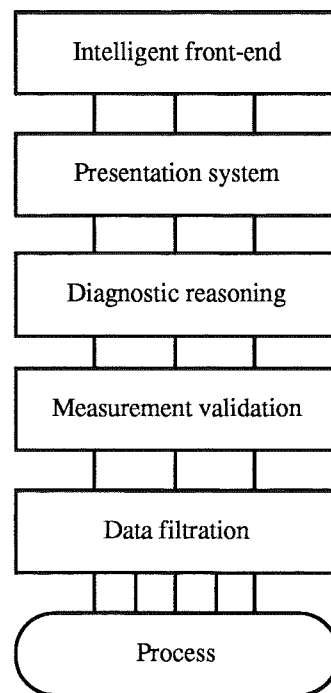 Intelligent front-end
Presentation system
Diagnostic reasoning
Measurement validation
Data filtration
Process